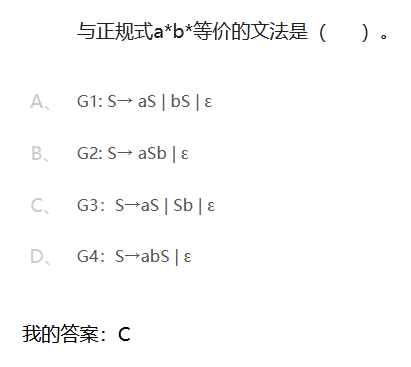 与正规式a*b*等价的文法是（ ）。
A、 G1: S→ aS | bS | ε
B、 G2: S→ aSb | ε
C、 G3：S→aS | Sb | ε
D、 G4：S→abS | ε
我的答案：C